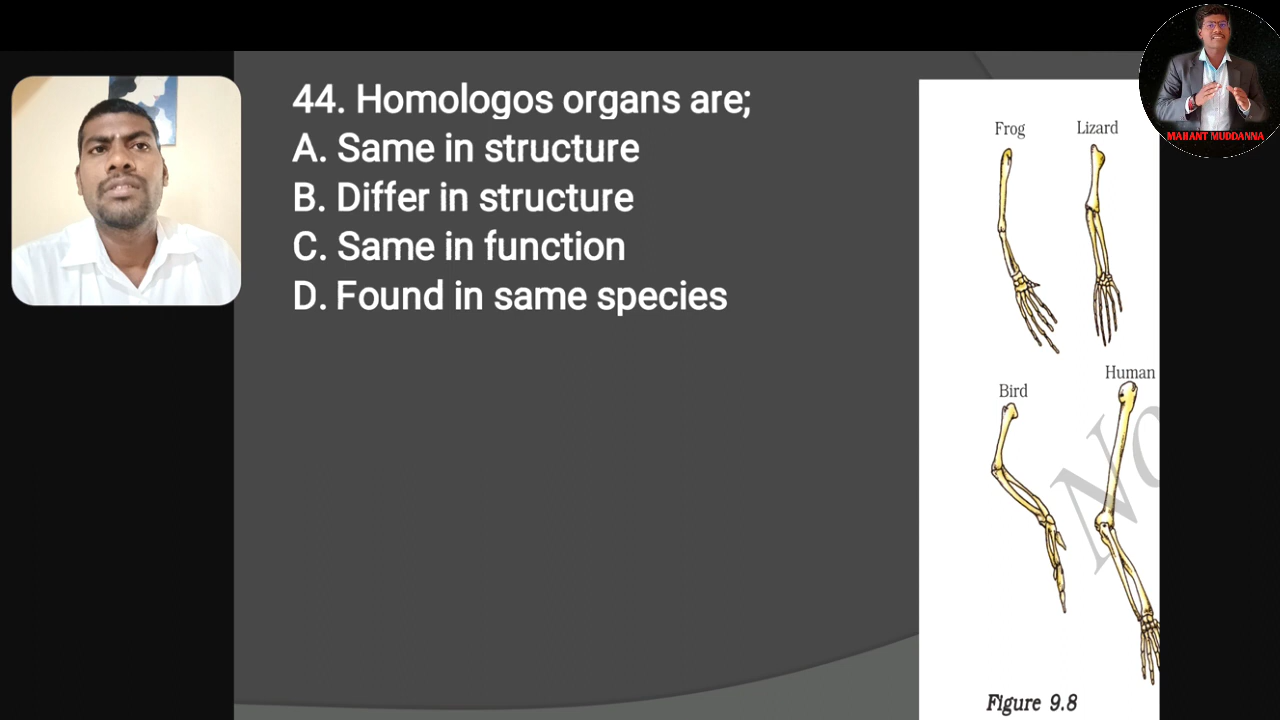 44. Homologos organs are;
A. Same in structure
B. Differ in structure
C. Same in function
D. Found in same species
Frog
Lizard
Bird
Human
No
Figure 9.8
MAHANT MUDDANNA